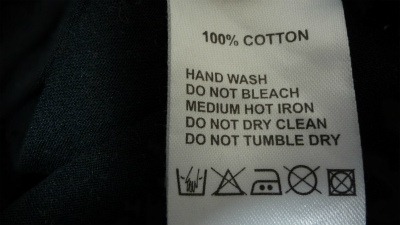 100% COTTON
HAND WASH
DO NOT BLEACH
MEDIUM HOT IRON
DO NOT DRY CLEAN
DO NOT TUMBLE DRY